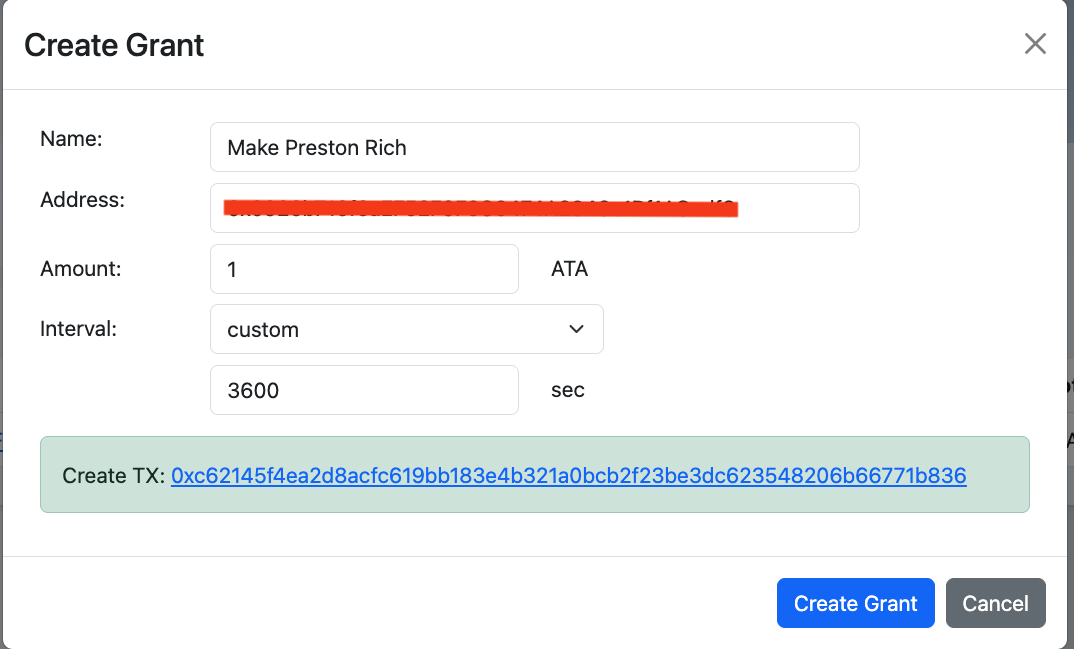 Create Grant
Name:
Make Preston Rich
Address:
Amount:
1
ATA
Interval:
custom
3600
sec
Create TX: 0xc62145f4ea2d8acfc619bb183e4b321a0bcb2f23be3dc623548206b66771b836
Create Grant
Cancel